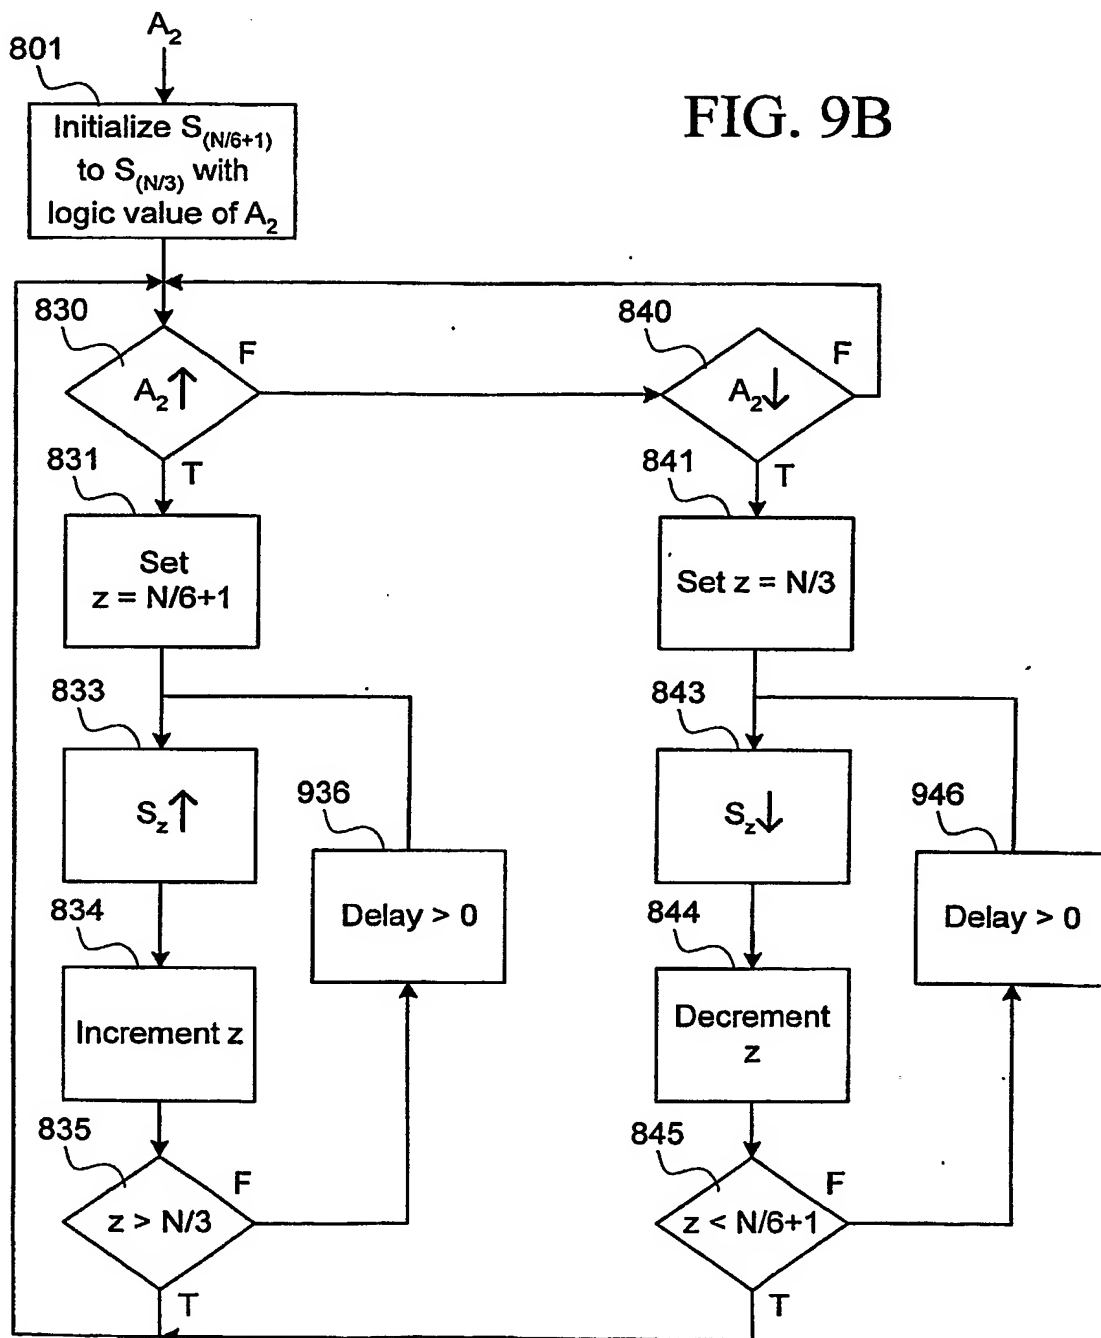 A₂
801
Initialize S₍N/6+1₎
to S₍N/3₎ with
logic value of A₂
FIG. 9B
830
A₂↑
F
T
840
A₂↓
F
T
831
Set
z = N/6+1
841
Set z = N/3
833
S_z↑
843
S_z↓
936
Delay > 0
946
Delay > 0
834
Increment z
844
Decrement
z
835
z > N/3
F
T
845
z < N/6+1
F
T